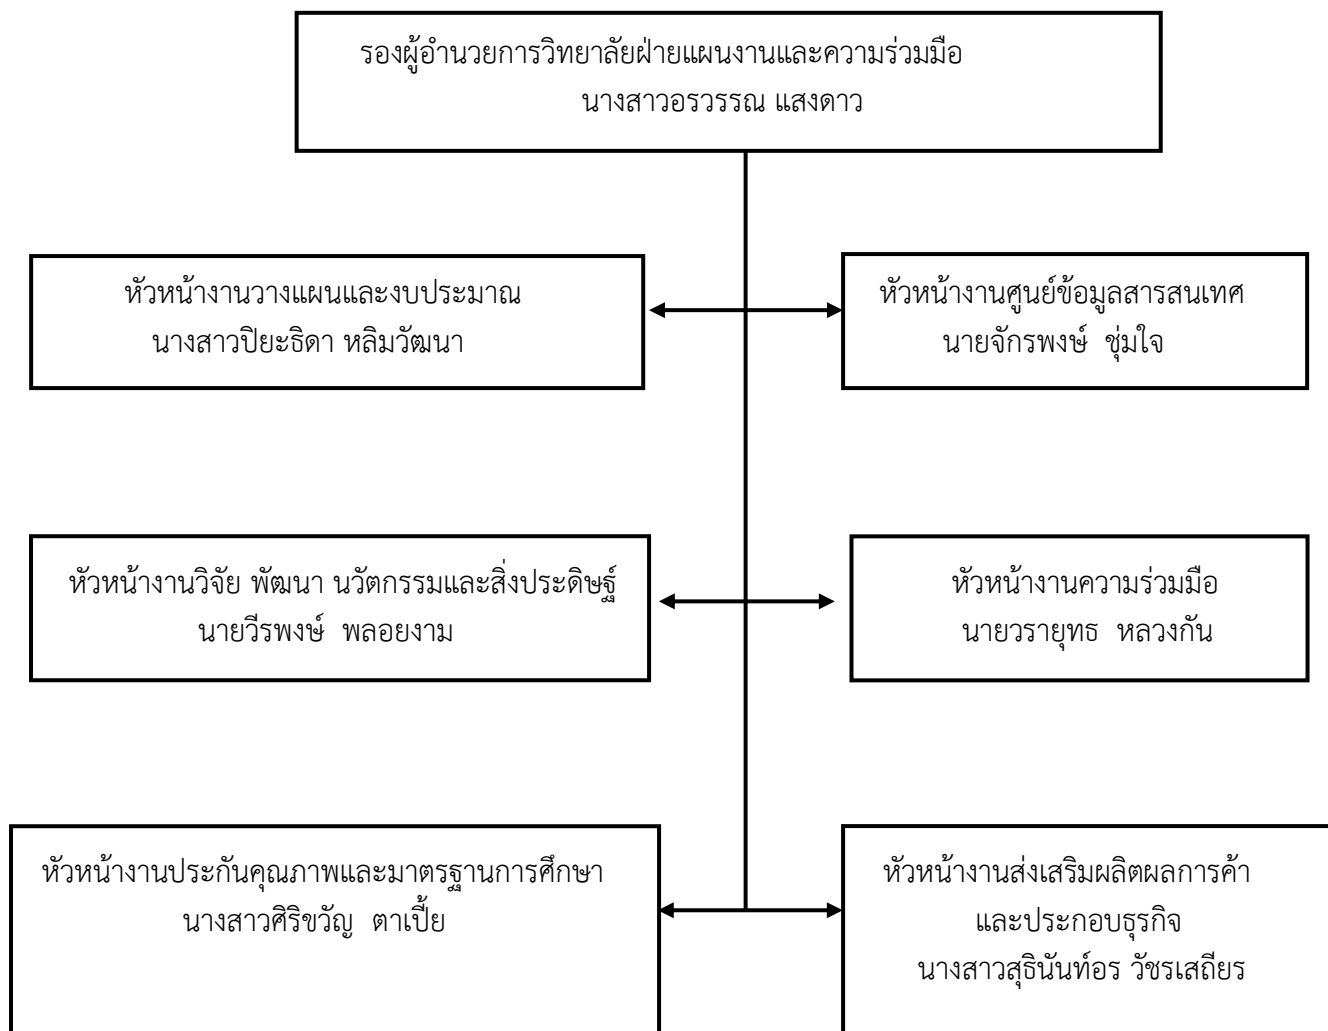 รองผู้อำนวยการวิทยาลัยฝ่ายแผนงานและความร่วมมือ
นางสาวอรวรรณ แสงดาว
หัวหน้างานวางแผนและงบประมาณ
นางสาวปิยะธิดา หลิมวัฒนา
หัวหน้างานศูนย์ข้อมูลสารสนเทศ
นายจักรพงษ์ ชุ่มใจ
หัวหน้างานวิจัย พัฒนา นวัตกรรมและสิ่งประดิษฐ์
นายวีรพงษ์ พลอยงาม
หัวหน้างานความร่วมมือ
นายวรายุทธ หลวงกัน
หัวหน้างานประกันคุณภาพและมาตรฐานการศึกษา
นางสาวศิริขวัญ ตาเปี้ย
หัวหน้างานส่งเสริมผลิตผลการค้า
และประกอบธุรกิจ
นางสาวสุธินันท์อร วัชรเสถียร